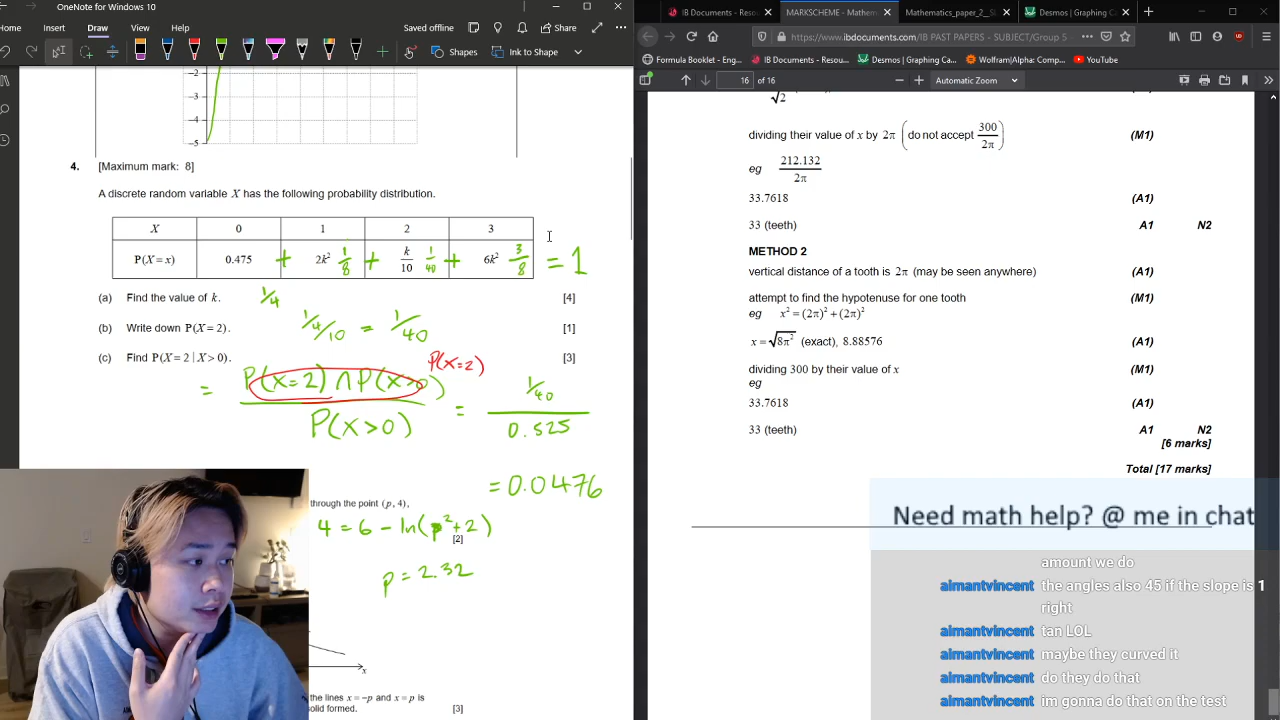 OneNote for Windows 10
IB Documents - Resou
MARKSCHEME - Mathemati
Mathematics_paper_2_SL
Desmos | Graphing Calc
Home
Insert
Draw
Saved offline
Share
https://www.ibdocuments.com/IB PAST PAPERS - SUBJECT/Group 5 -
Shapes
Ink to Shape
Formula Booklet - Eng...
IB Documents - Resou...
Desmos | Graphing Ca...
Wolfram|Alpha: Comp...
YouTube
16
of 16
Automatic Zoom
-2
-3
-4
-5
4.
[Maximum mark: 8]
A discrete random variable X has the following probability distribution.
X 0 1 2 3
P(X = x) 0.475 + 2k² 1/8 + k/10 1/40 + 6k² 3/8 = 1
(a) Find the value of k. 1/4 [4]
1/4/10 = 1/40
(b) Write down P(X = 2). [1]
(c) Find P(X = 2 | X > 0). [3]
P(X=2)
= P(X=2) ∩ P(X>0) / P(X>0) = 1/40 / 0.525
= 0.0476
through the point (p, 4),
4 = 6 - ln(p²+2)
[2]
p = 2.32
x
the lines x = -p and x = p is
solid formed. [3]
√2
dividing their value of x by 2π (do not accept 300/2π) (M1)
eg 212.132/2π
33.7618 (A1)
33 (teeth) A1 N2
METHOD 2
vertical distance of a tooth is 2π (may be seen anywhere) (A1)
attempt to find the hypotenuse for one tooth (M1)
eg x² = (2π)² + (2π)²
x = √8π² (exact), 8.88576 (A1)
dividing 300 by their value of x (M1)
eg
33.7618 (A1)
33 (teeth) A1 N2
[6 marks]
Total [17 marks]
Need math help? @ me in chat
amount we do
aimantvincent the angles also 45 if the slope is 1
right
aimantvincent tan LOL
aimantvincent maybe they curved it
aimantvincent do they do that
aimantvincent im gonna do that on the test